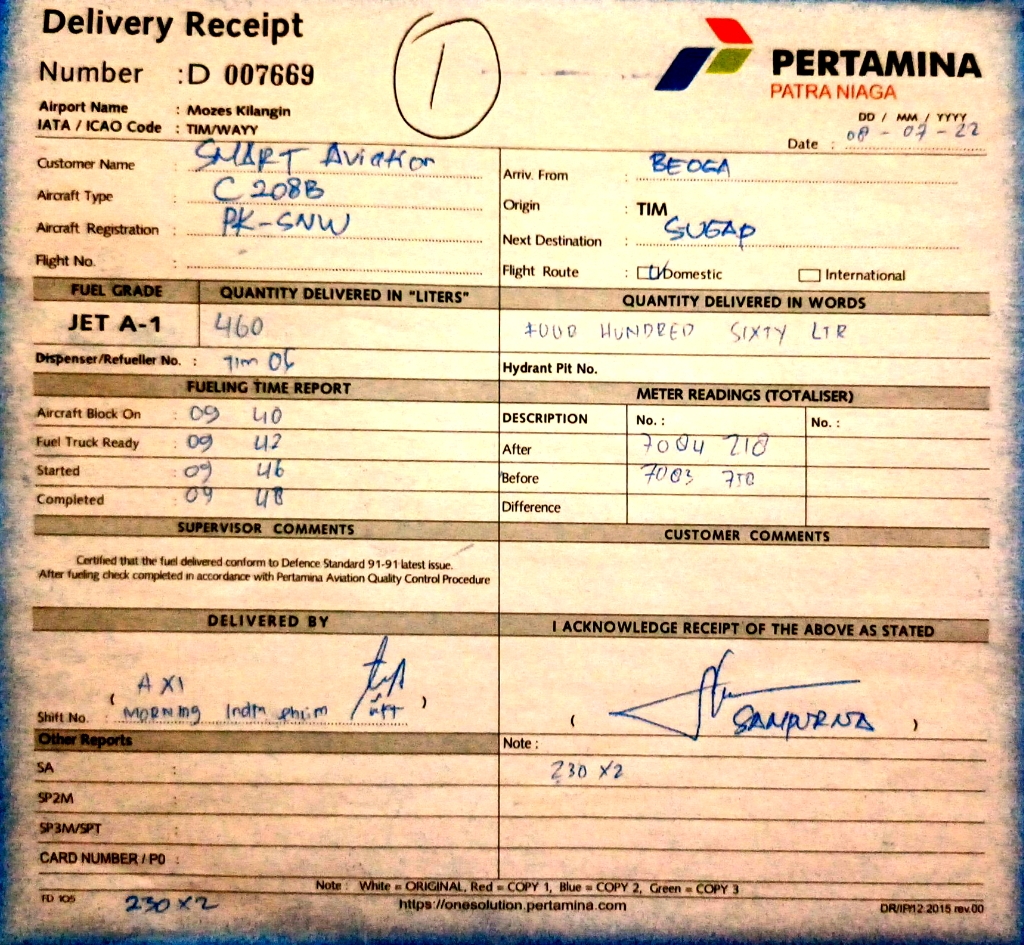 Delivery Receipt
Number :D 007669
1
PERTAMINA
PATRA NIAGA
Airport Name : Mozes Kilangin
IATA / ICAO Code : TIM/WAYY
DD / MM / YYYY
Date : 08 - 07 - 22
Customer Name : SMART Aviation
Aircraft Type : C 208B
Aircraft Registration : PK-SNW
Flight No. :
Arriv. From : BEOGA
Origin : TIM
Next Destination : SUGAP
Flight Route : Domestic International
FUEL GRADE QUANTITY DELIVERED IN "LITERS"
JET A-1 460
QUANTITY DELIVERED IN WORDS
FOUR HUNDRED SIXTY LTR
Dispenser/Refueller No. : TIM 06
Hydrant Pit No.
FUELING TIME REPORT
Aircraft Block On : 09 40
Fuel Truck Ready : 09 42
Started : 09 46
Completed : 09 48
METER READINGS (TOTALISER)
DESCRIPTION No. : No. :
After 7004 210
Before 7003 750
Difference
SUPERVISOR COMMENTS
Certified that the fuel delivered conform to Defence Standard 91-91 latest issue.
After fueling check completed in accordance with Pertamina Aviation Quality Control Procedure
CUSTOMER COMMENTS
DELIVERED BY
AXI
Shift No. : ( MORNING )
I ACKNOWLEDGE RECEIPT OF THE ABOVE AS STATED
( SAMPURNA )
Other Reports
SA :
SP2M :
SP3M/SPT :
CARD NUMBER / P0 :
Note :
230 x2
Note : White = ORIGINAL, Red = COPY 1, Blue = COPY 2, Green = COPY 3
FD 105
230 x 2
https://onesolution.pertamina.com
DR/IP/12.2015 rev.00